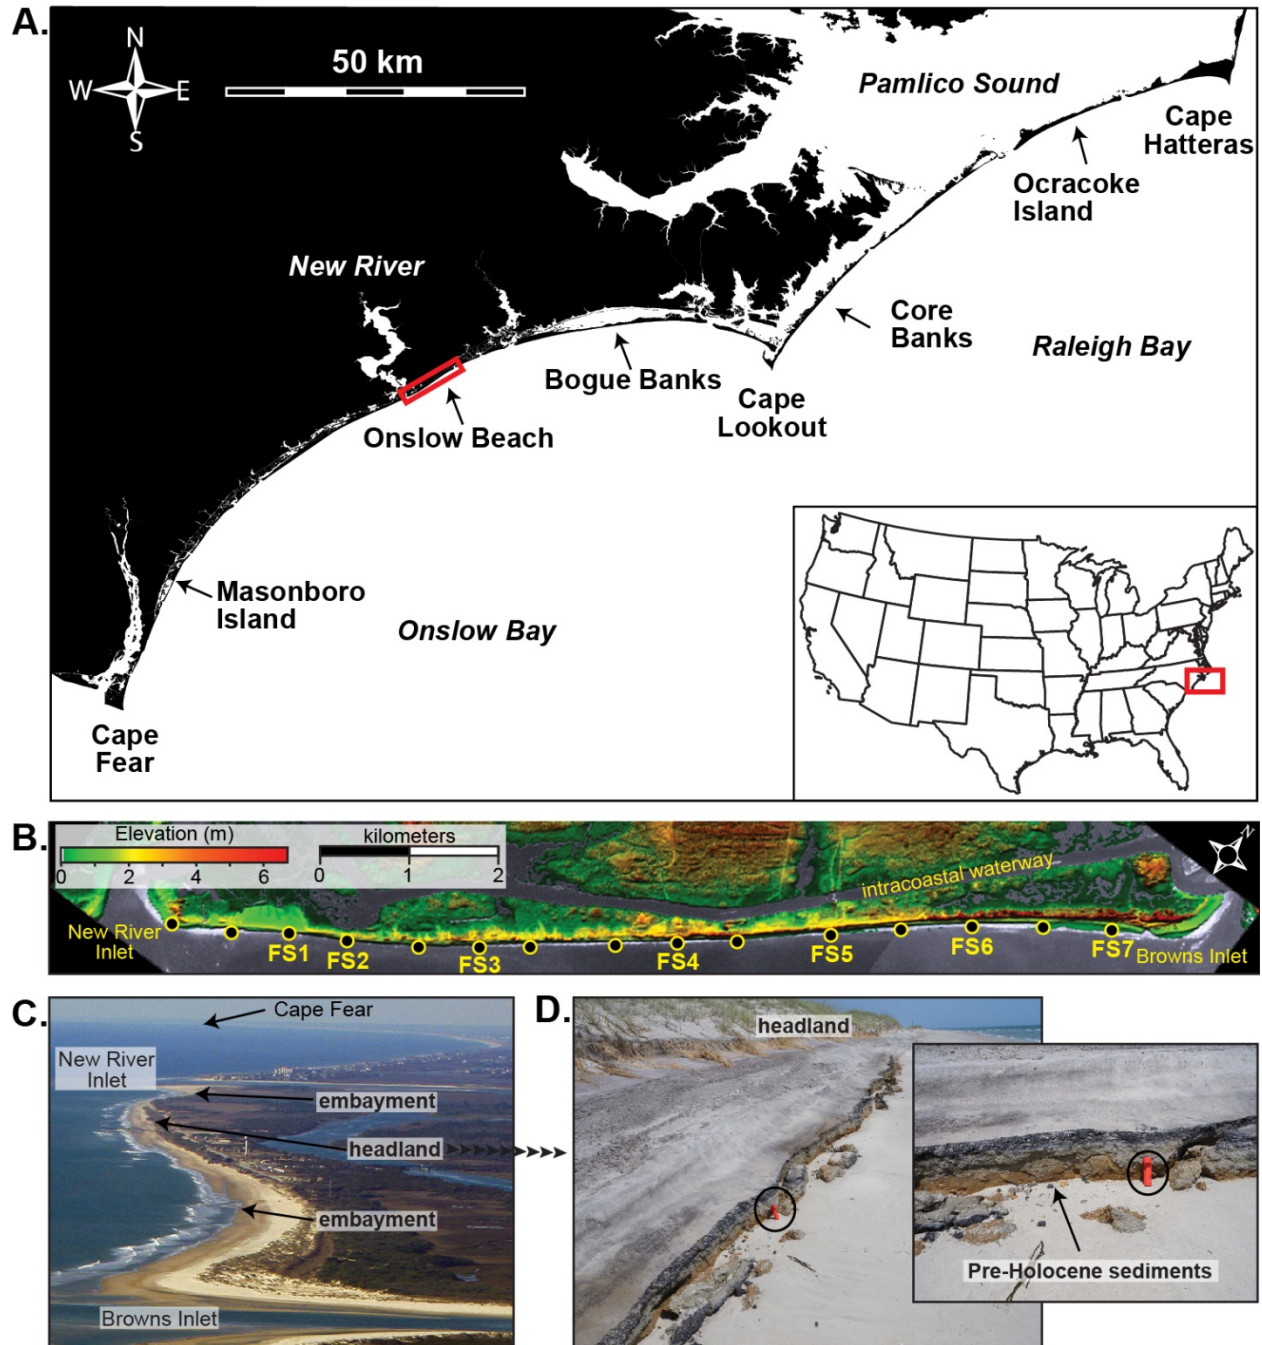 A.
N
W E
S
50 km
Pamlico Sound
Cape
Hatteras
Ocracoke
Island
New River
Core
Banks
Raleigh Bay
Bogue Banks
Cape
Lookout
Onslow Beach
Masonboro
Island
Onslow Bay
Cape
Fear
B.
Elevation (m)
0 2 4 6
kilometers
0 1 2
N
intracoastal waterway
New River
Inlet
FS1
FS2
FS3
FS4
FS5
FS6
FS7
Browns Inlet
C.
Cape Fear
New River
Inlet
embayment
headland
embayment
Browns Inlet
D.
headland
Pre-Holocene sediments